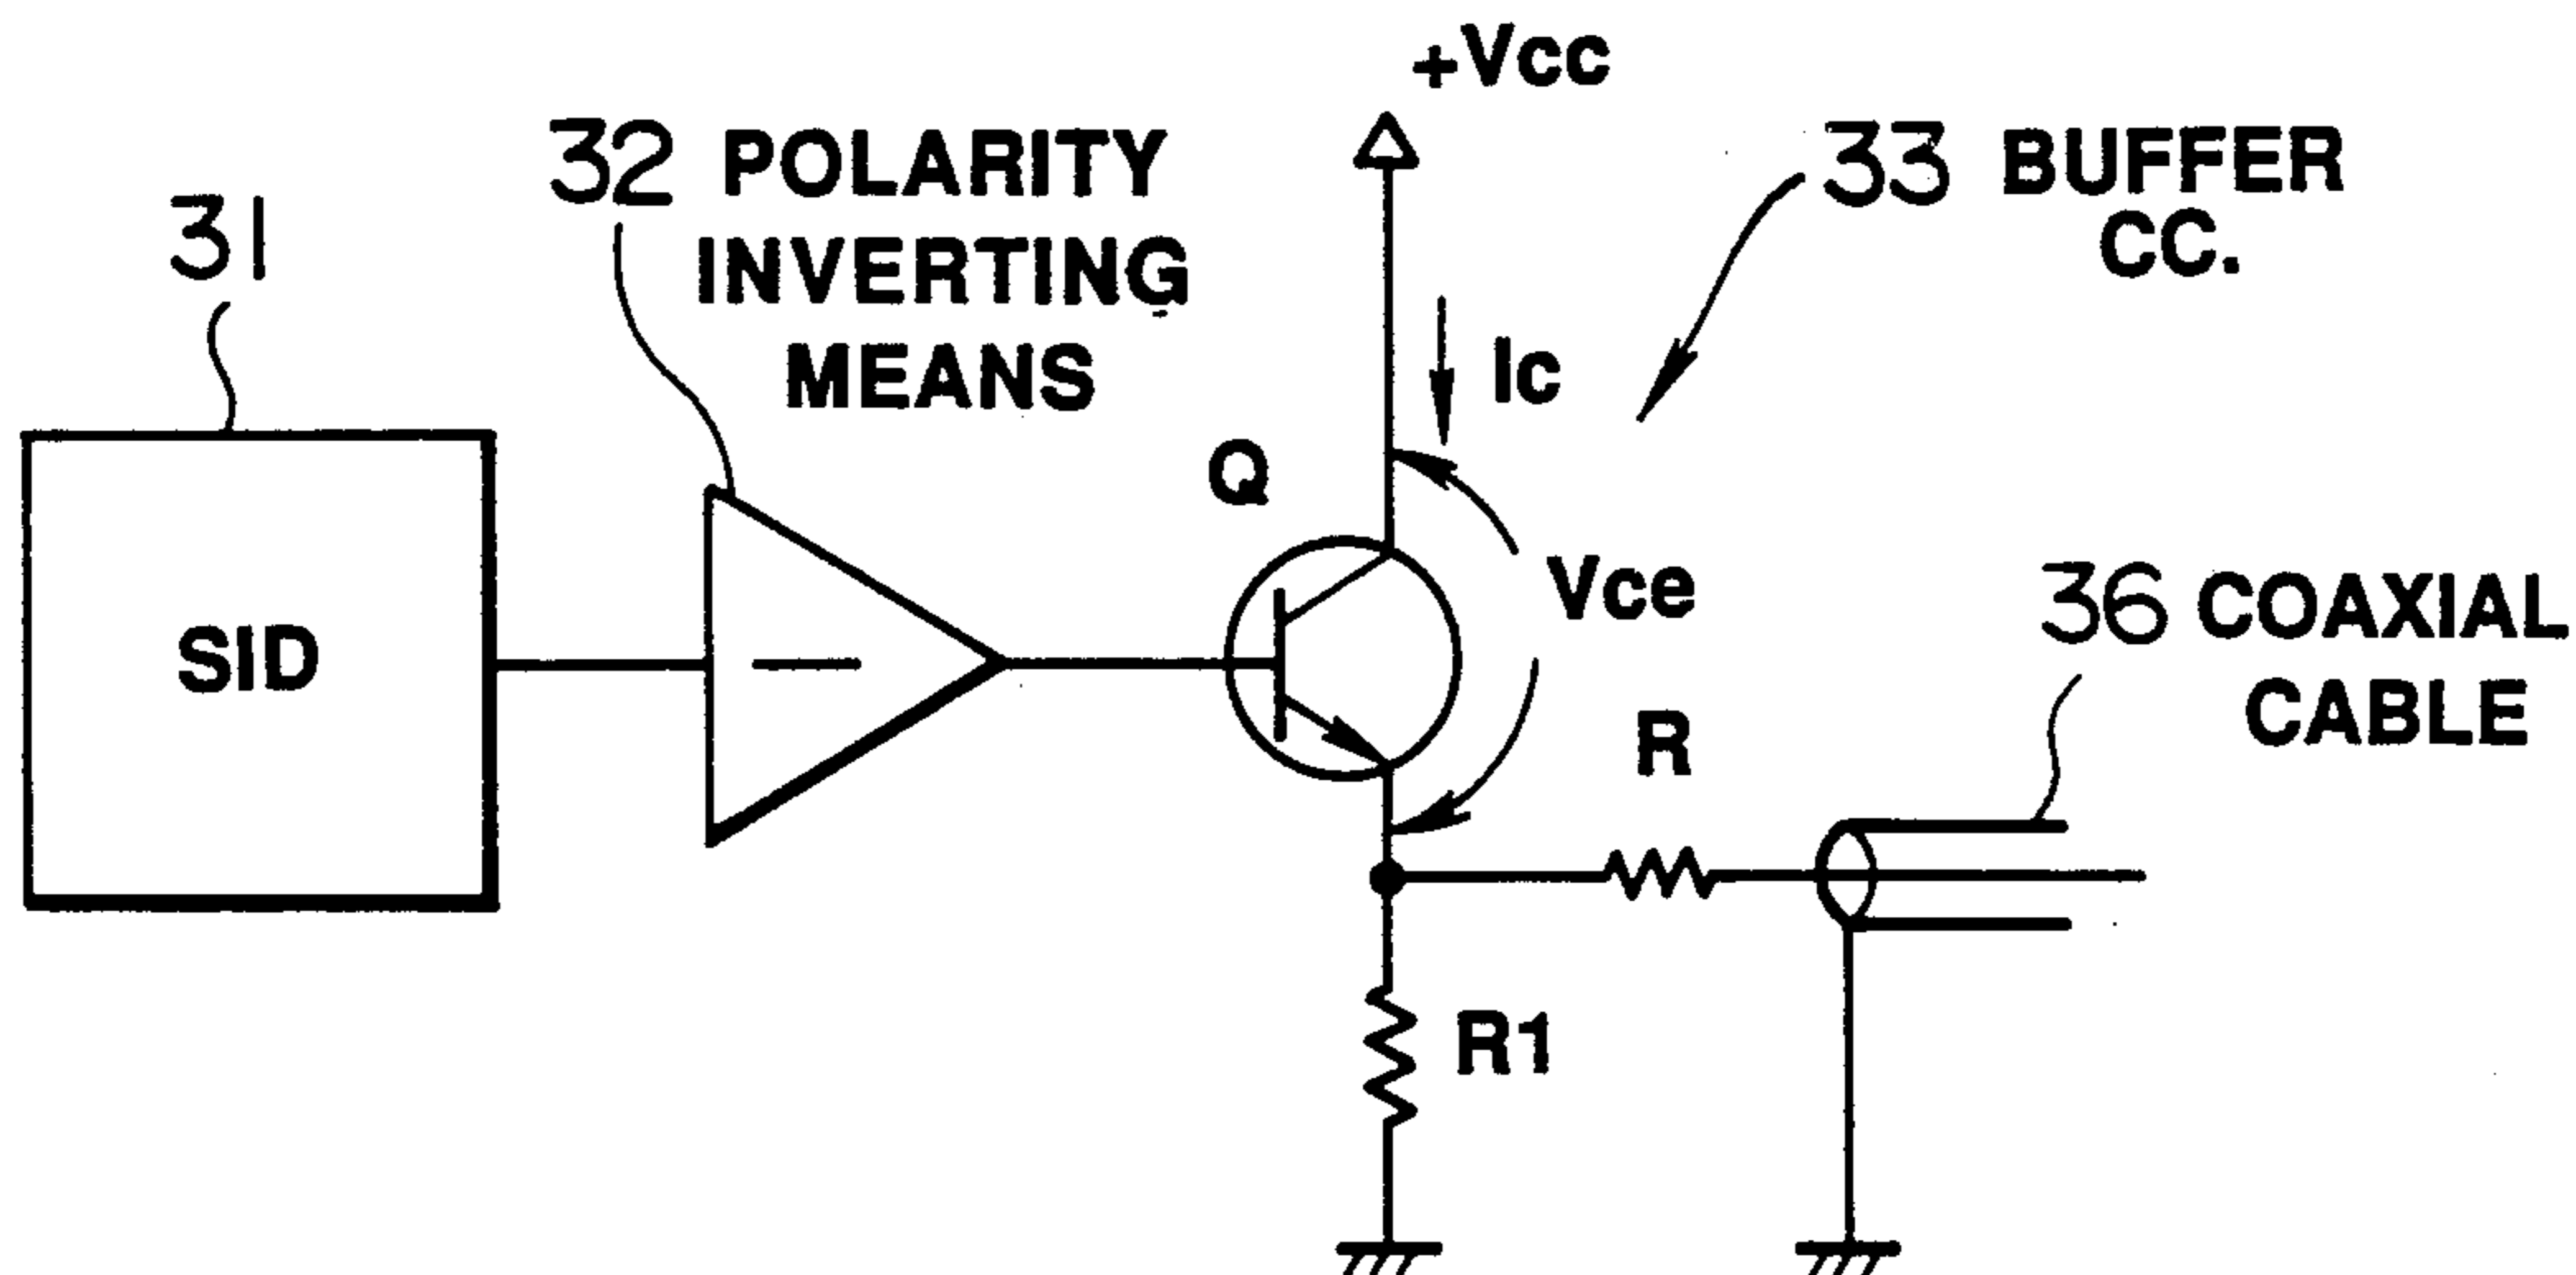 +Vcc
32 POLARITY
INVERTING
MEANS
33 BUFFER
CC.
31
Ic
Q
Vce
SID
36 COAXIAL
CABLE
R
R1